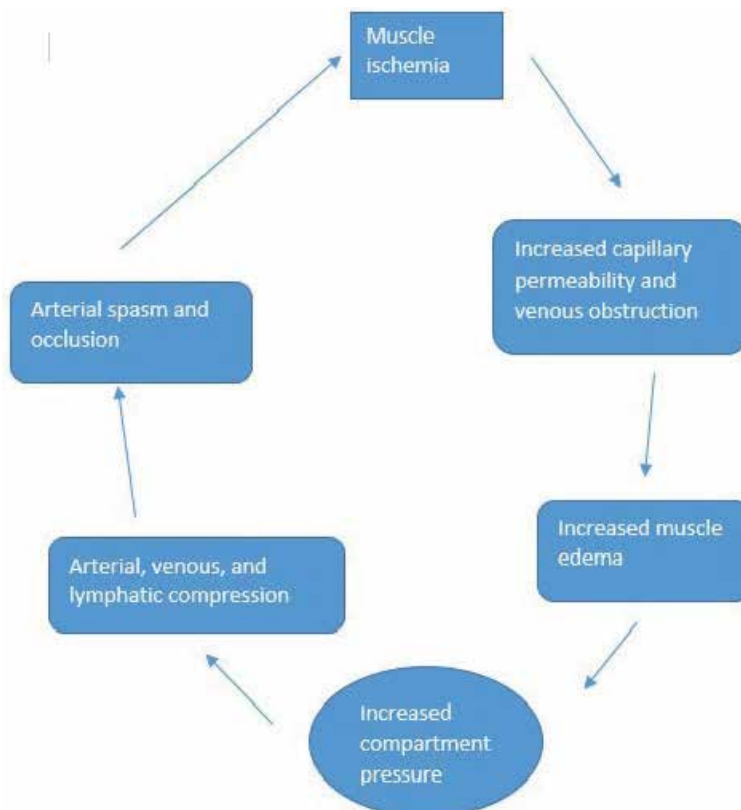 Muscle
ischemia
Increased capillary
permeability and
venous obstruction
Increased muscle
edema
Increased
compartment
pressure
Arterial, venous, and
lymphatic compression
Arterial spasm and
occlusion